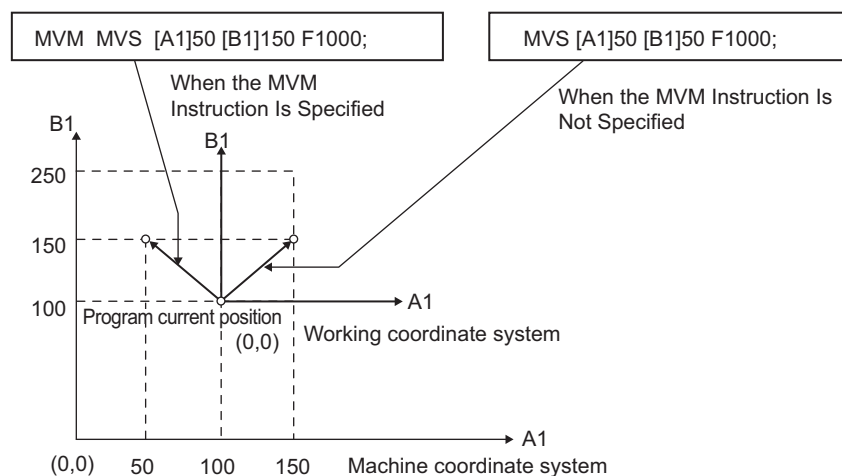 MVM MVS [A1]50 [B1]150 F1000;
MVS [A1]50 [B1]50 F1000;
When the MVM
Instruction Is Specified
When the MVM Instruction Is
Not Specified
B1
B1
250
150
100
A1
Program current position
(0,0)
Working coordinate system
A1
(0,0)
50
100
150
Machine coordinate system